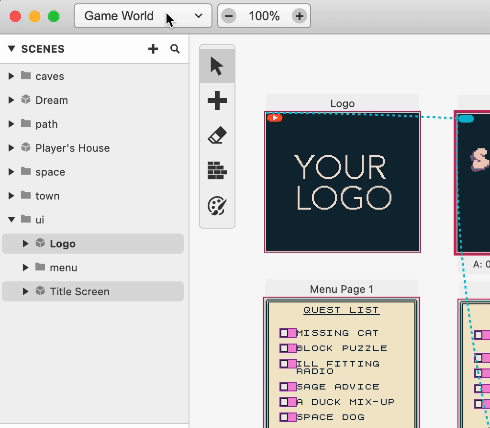 Game World
100%
SCENES
caves
Dream
path
Player's House
space
town
ui
Logo
menu
Title Screen
Logo
YOUR
LOGO
A: 0
Menu Page 1
QUEST LIST
MISSING CAT
BLOCK PUZZLE
ILL FITTING
RADIO
SAGE ADVICE
A DUCK MIX-UP
SPACE DOG